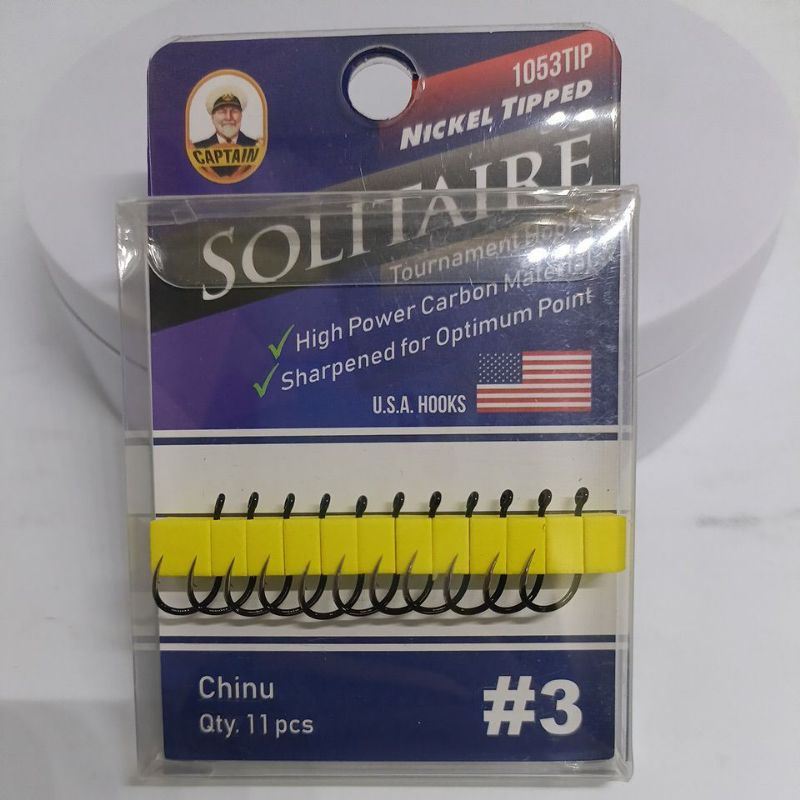 1053TIP
NICKEL TIPPED
CAPTAIN
SOLITAIRE
Tournament Hooks
High Power Carbon Material
Sharpened for Optimum Point
U.S.A. HOOKS
Chinu
Qty. 11 pcs
#3